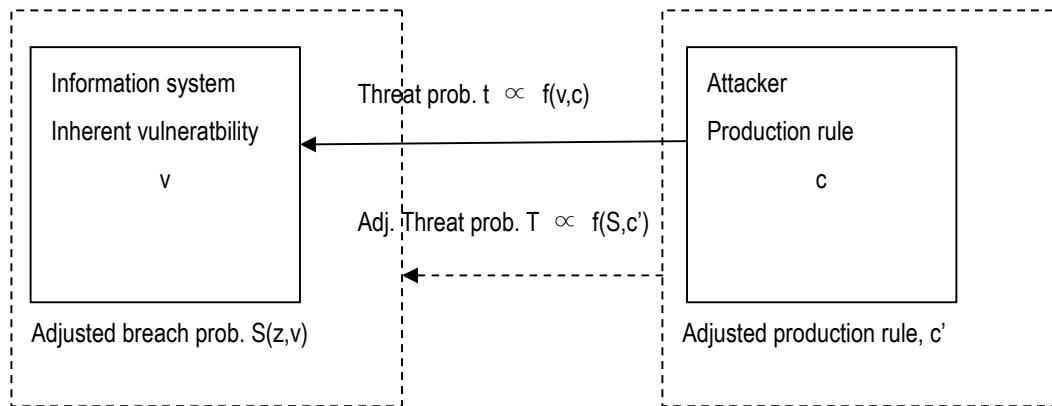 Information system
Inherent vulneratbility
v
Threat prob. t ∝ f(v,c)
Attacker
Production rule
c
Adj. Threat prob. T ∝ f(S,c’)
Adjusted breach prob. S(z,v)
Adjusted production rule, c’